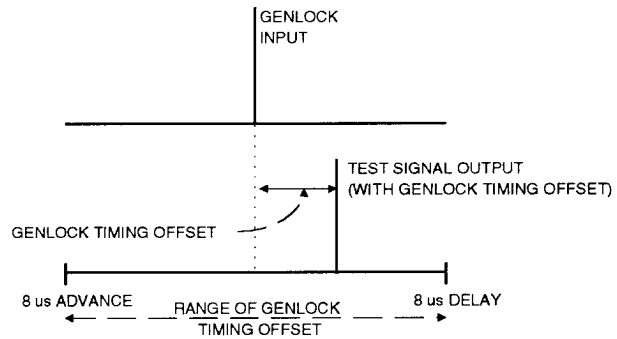 GENLOCK
INPUT
TEST SIGNAL OUTPUT
(WITH GENLOCK TIMING OFFSET)
GENLOCK TIMING OFFSET
8 us ADVANCE
RANGE OF GENLOCK
TIMING OFFSET
8 us DELAY